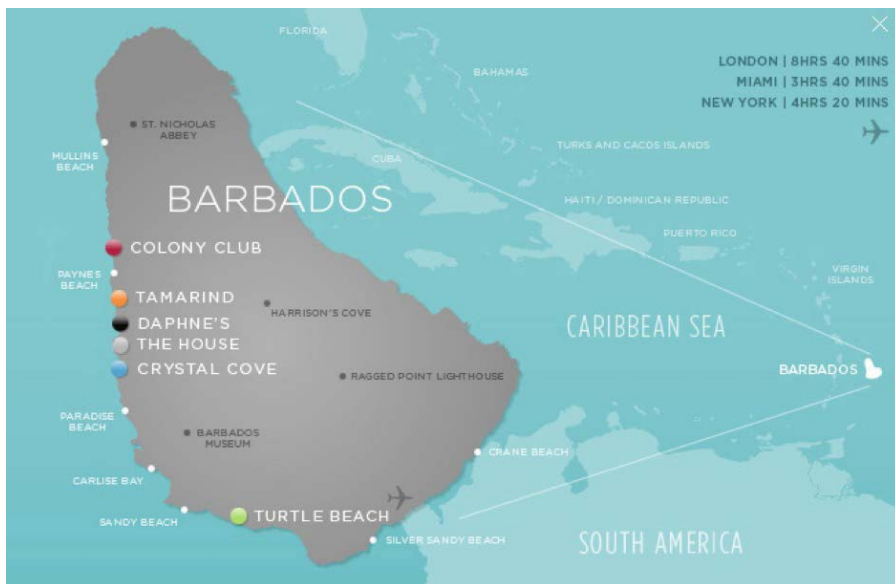 FLORIDA
BAHAMAS
LONDON | 8HRS 40 MINS
MIAMI | 3HRS 40 MINS
NEW YORK | 4HRS 20 MINS
ST. NICHOLAS
ABBEY
MULLINS
BEACH
CUBA
TURKS AND CACOS ISLANDS
BARBADOS
HAITI / DOMINICAN REPUBLIC
PUERTO RICO
COLONY CLUB
PAYNES
BEACH
VIRGIN
ISLANDS
TAMARIND
HARRISON'S COVE
DAPHNE'S
CARIBBEAN SEA
THE HOUSE
CRYSTAL COVE
RAGGED POINT LIGHTHOUSE
BARBADOS
PARADISE
BEACH
BARBADOS
MUSEUM
CRANE BEACH
CARLISE BAY
SANDY BEACH
TURTLE BEACH
SILVER SANDY BEACH
SOUTH AMERICA